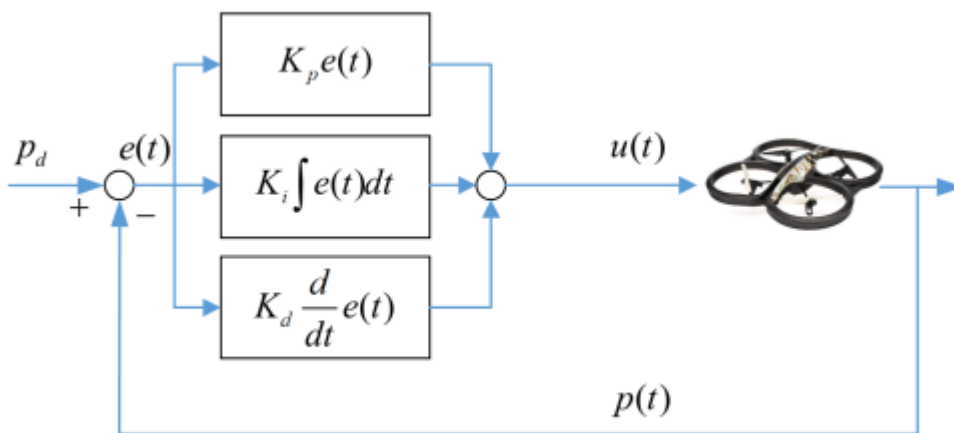 K_p e(t)
p_d
e(t)
K_i ∫ e(t)dt
u(t)
+
−
K_d d/dt e(t)
p(t)